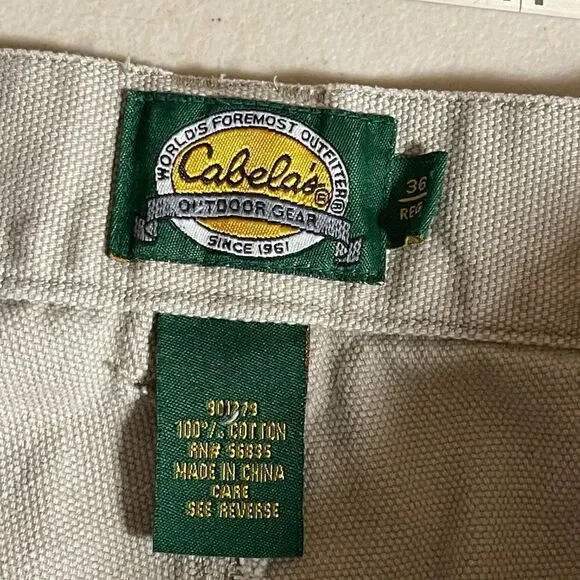 WORLD'S FOREMOST OUTFITTER®
Cabela's®
OUTDOOR GEAR
SINCE 1961
36
REG
901279
100% COTTON
RN# 56835
MADE IN CHINA
CARE
SEE REVERSE